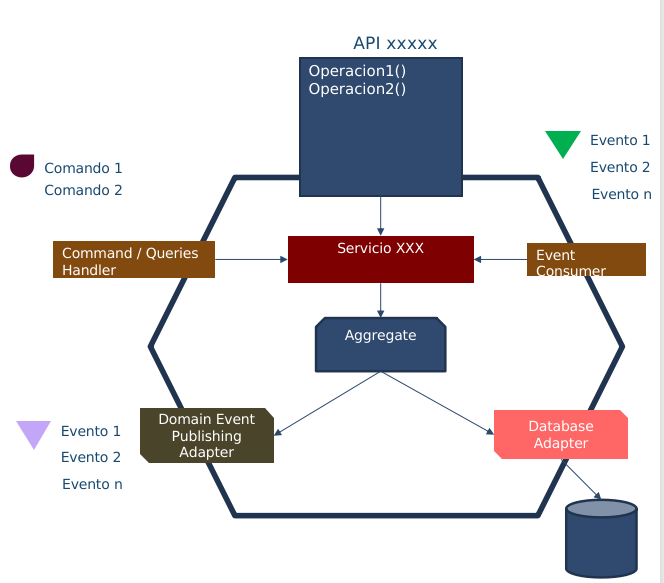 API xxxxx
Operacion1()
Operacion2()
Comando 1
Comando 2
Evento 1
Evento 2
Evento n
Command / Queries
Handler
Servicio XXX
Event
Consumer
Aggregate
Domain Event
Publishing
Adapter
Database
Adapter
Evento 1
Evento 2
Evento n